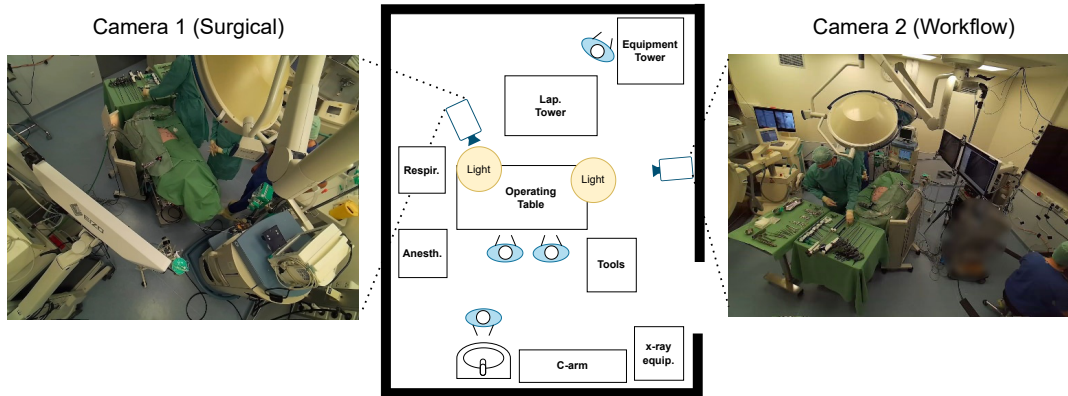 Camera 1 (Surgical)
Camera 2 (Workflow)
Equipment
Tower
Lap.
Tower
Respir.
Light
Light
Operating
Table
Anesth.
Tools
C-arm
x-ray
equip.
EIZO